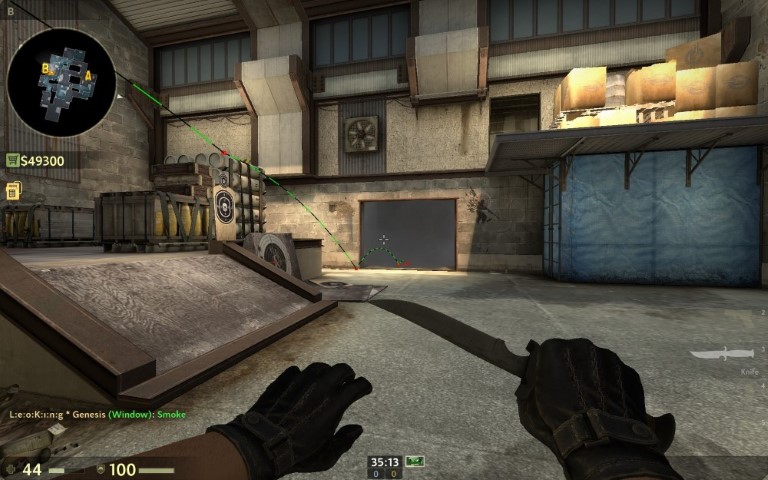 B
B A
$49300
Knife
L:e:o:K:ı:n:g * Genesis (Window): Smoke
44 100
35:13
0 0